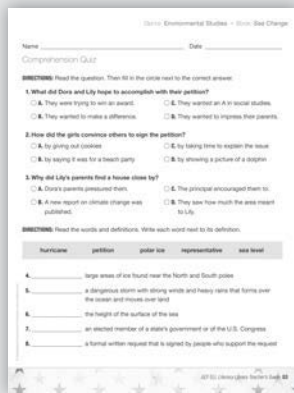 Environmental Studies • Sea Change
Name Date
Comprehension Quiz
DIRECTIONS: Read the question. Then fill in the circle next to the correct answer.
1. What did Dora and Lily hope to accomplish with their petition?
A. They were trying to win an award. C. They wanted an A in social studies.
B. They wanted to make a difference. D. They wanted to impress their parents.
2. How did the girls convince others to sign the petition?
A. by giving out cookies C. by taking time to explain the issue
B. by saying it was for a beach party D. by showing a picture of a dolphin
3. Why did Lily's parents find a house close by?
A. Dora's parents pressured them. C. The principal encouraged them to.
B. A new report on climate change was D. They saw how much the area meant
published. to Lily.
DIRECTIONS: Read the words and definitions. Write each word next to its definition.
hurricane petition polar ice representative sea level
4. large areas of ice found near the North and South poles
5. a dangerous storm with strong winds and heavy rains that forms over
the ocean and moves over land
6. the height of the surface of the sea
7. an elected member of a state's government or of the U.S. Congress
8. a formal written request that is signed by people who support the request
Teacher's Guide